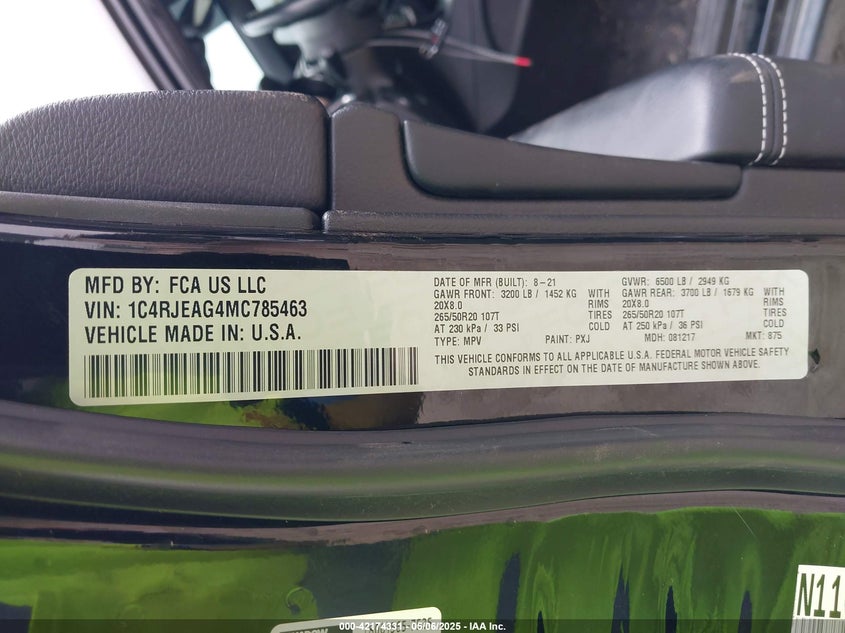 MFD BY: FCA US LLC
VIN: 1C4RJEAG4MC785463
VEHICLE MADE IN: U.S.A.
DATE OF MFR (BUILT): 8-21
GAWR FRONT: 3200 LB / 1452 KG WITH
20X8.0 RIMS
265/50R20 107T TIRES
AT 230 kPa / 33 PSI COLD
TYPE: MPV PAINT: PXJ
GVWR: 6500 LB / 2949 KG
GAWR REAR: 3700 LB / 1679 KG WITH
20X8.0 RIMS
265/50R20 107T TIRES
AT 250 kPa / 36 PSI COLD
MDH: 081217 MKT: 875
THIS VEHICLE CONFORMS TO ALL APPLICABLE U.S.A. FEDERAL MOTOR VEHICLE SAFETY
STANDARDS IN EFFECT ON THE DATE OF MANUFACTURE SHOWN ABOVE.
000-42174331 - 06/06/2025 - IAA Inc.